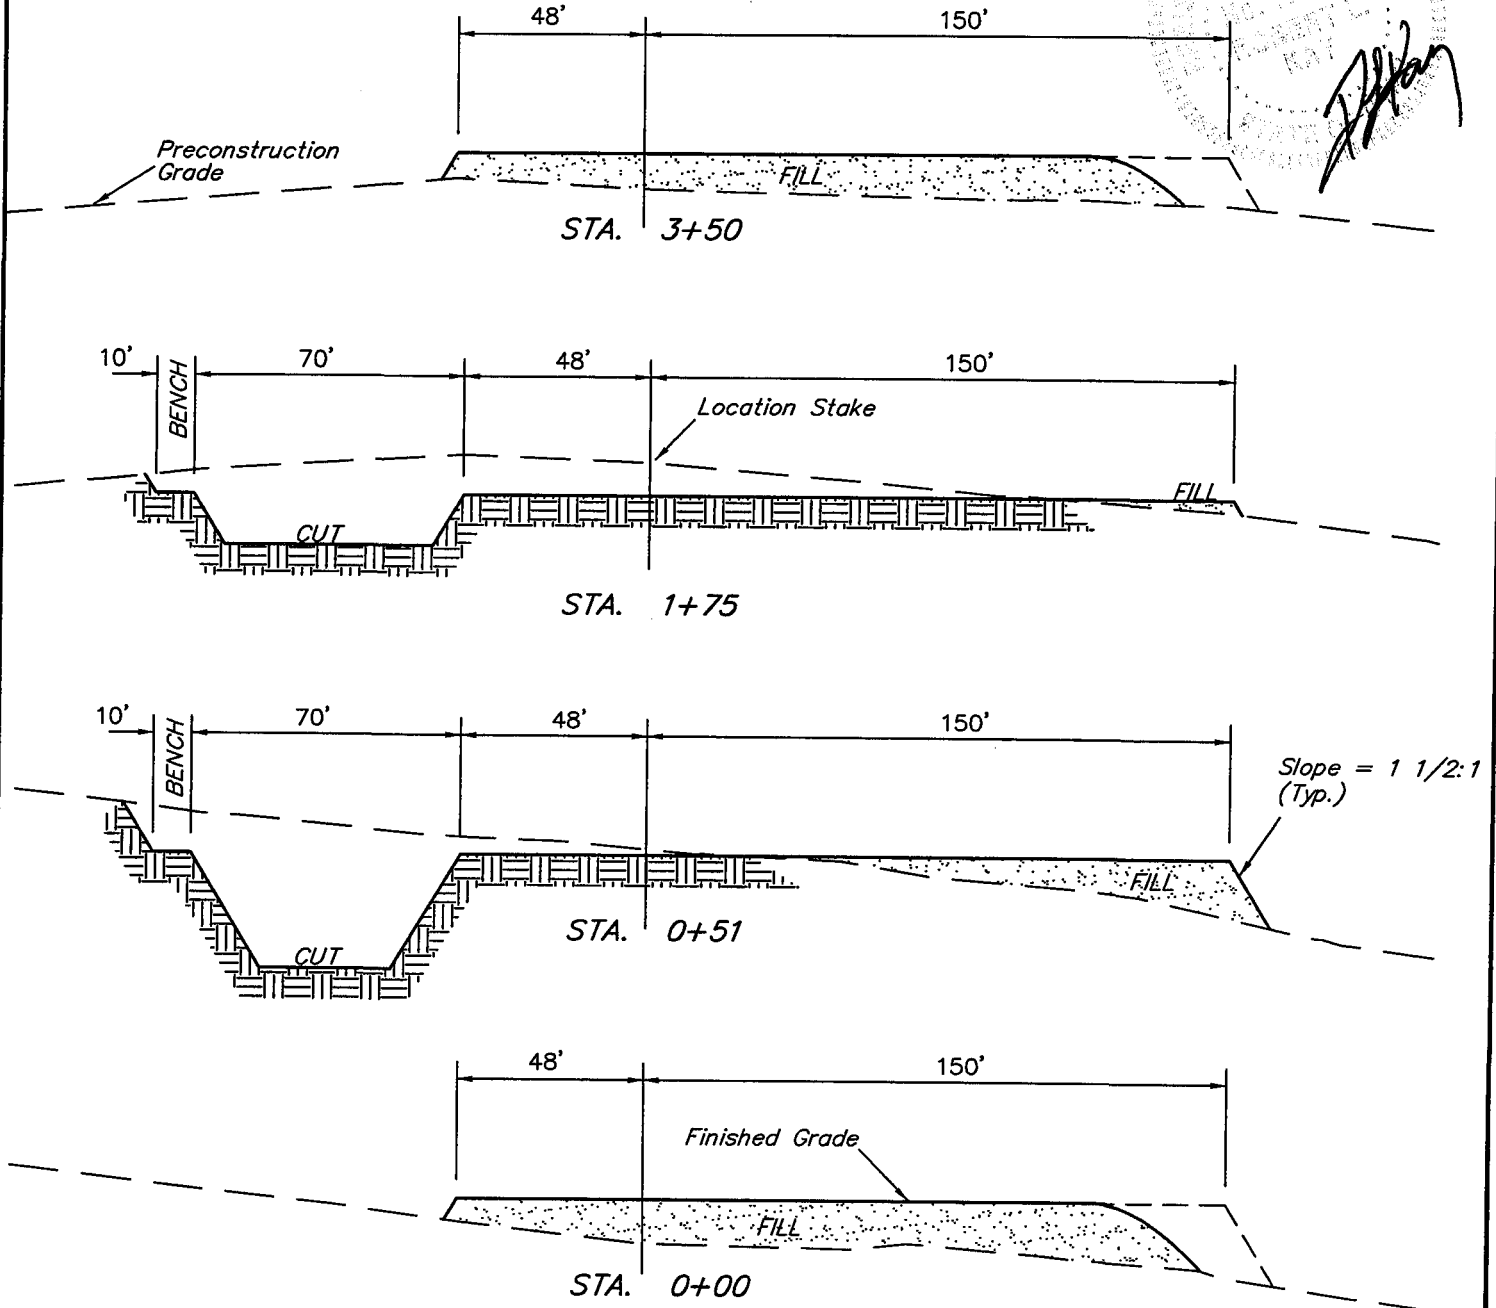 48' 150'
Preconstruction
Grade
FILL
STA. 3+50
10' BENCH 70' 48' 150'
Location Stake
FILL
CUT
STA. 1+75
10' BENCH 70' 48' 150'
Slope = 1 1/2:1
(Typ.)
FILL
STA. 0+51
CUT
48' 150'
Finished Grade
FILL
STA. 0+00